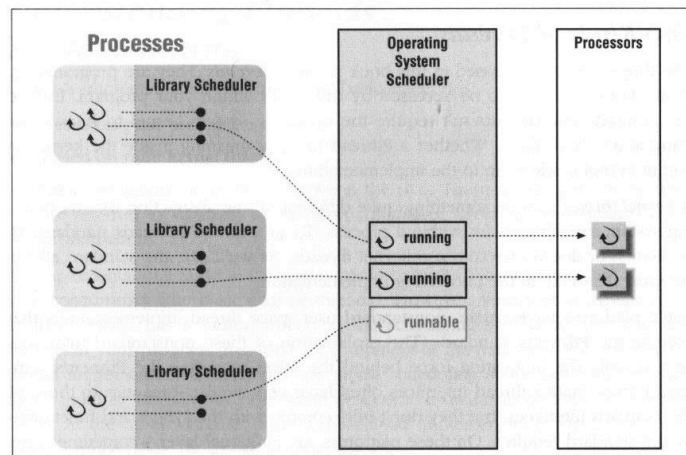 Processes
Library Scheduler
Library Scheduler
Library Scheduler
Operating
System
Scheduler
running
running
runnable
Processors